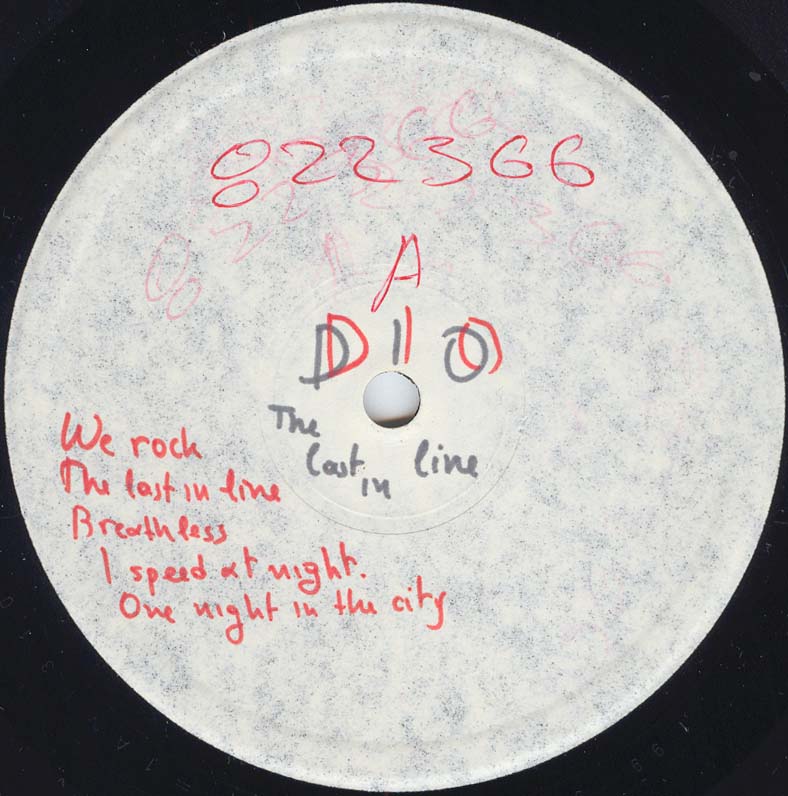 822366
A
DIO
The
last
in
line
We rock
The last in line
Breathless
I speed at night.
One night in the city